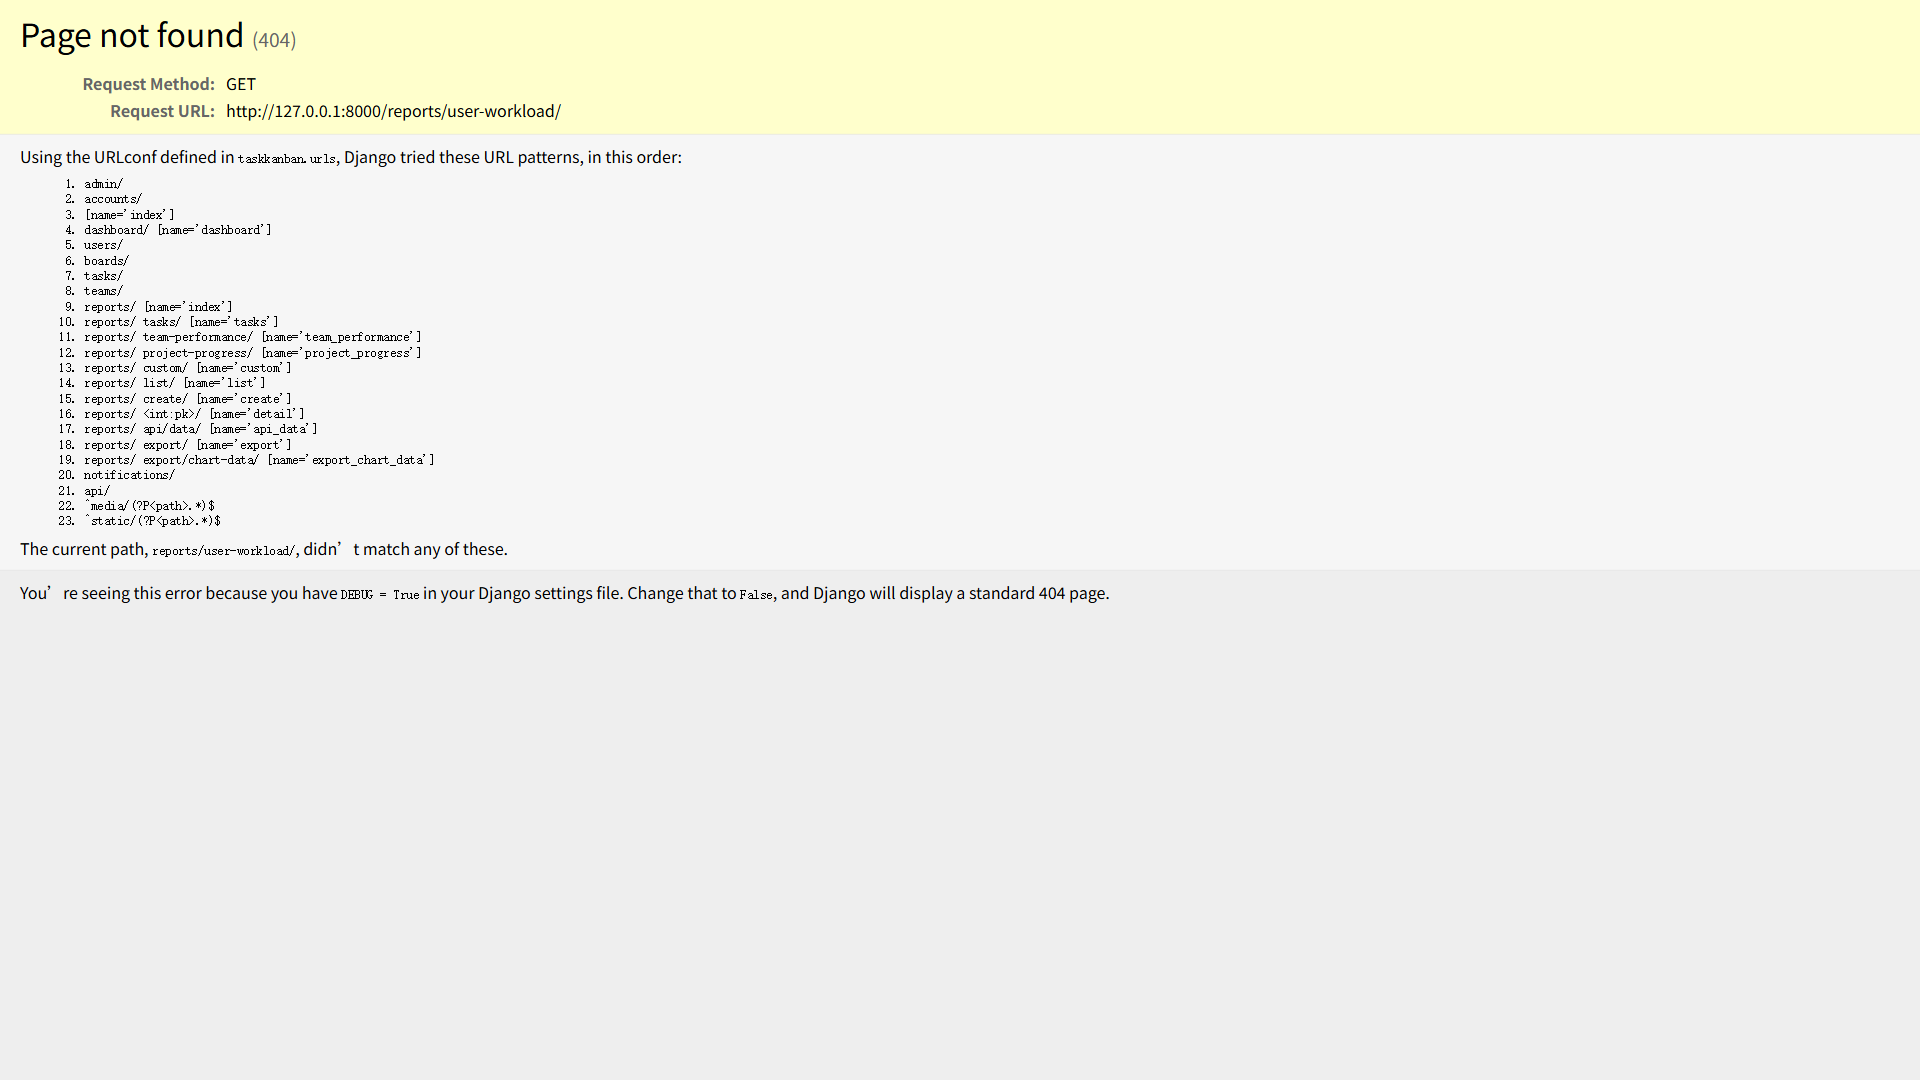 Page not found (404)
Request Method: GET
Request URL: http://127.0.0.1:8000/reports/user-workload/
Using the URLconf defined in taskkanban.urls, Django tried these URL patterns, in this order:
1. admin/
2. accounts/
3. [name='index']
4. dashboard/ [name='dashboard']
5. users/
6. boards/
7. tasks/
8. teams/
9. reports/ [name='index']
10. reports/ tasks/ [name='tasks']
11. reports/ team-performance/ [name='team_performance']
12. reports/ project-progress/ [name='project_progress']
13. reports/ custom/ [name='custom']
14. reports/ list/ [name='list']
15. reports/ create/ [name='create']
16. reports/ <int:pk>/ [name='detail']
17. reports/ api/data/ [name='api_data']
18. reports/ export/ [name='export']
19. reports/ export/chart-data/ [name='export_chart_data']
20. notifications/
21. api/
22. ^media/(?P<path>.*)$
23. ^static/(?P<path>.*)$
The current path, reports/user-workload/, didn’t match any of these.
You’re seeing this error because you have DEBUG = True in your Django settings file. Change that to False, and Django will display a standard 404 page.